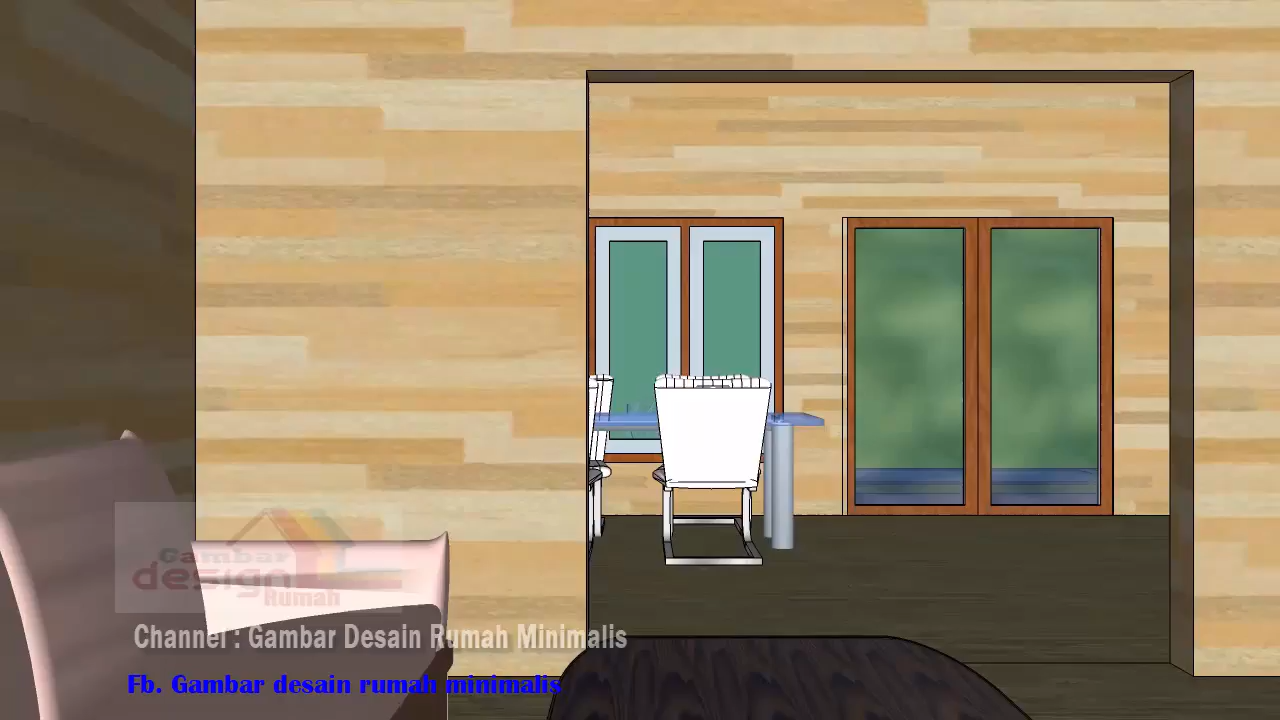 Gambar
design
Rumah
Channel : Gambar Desain Rumah Minimalis
Fb. Gambar desain rumah minimalis